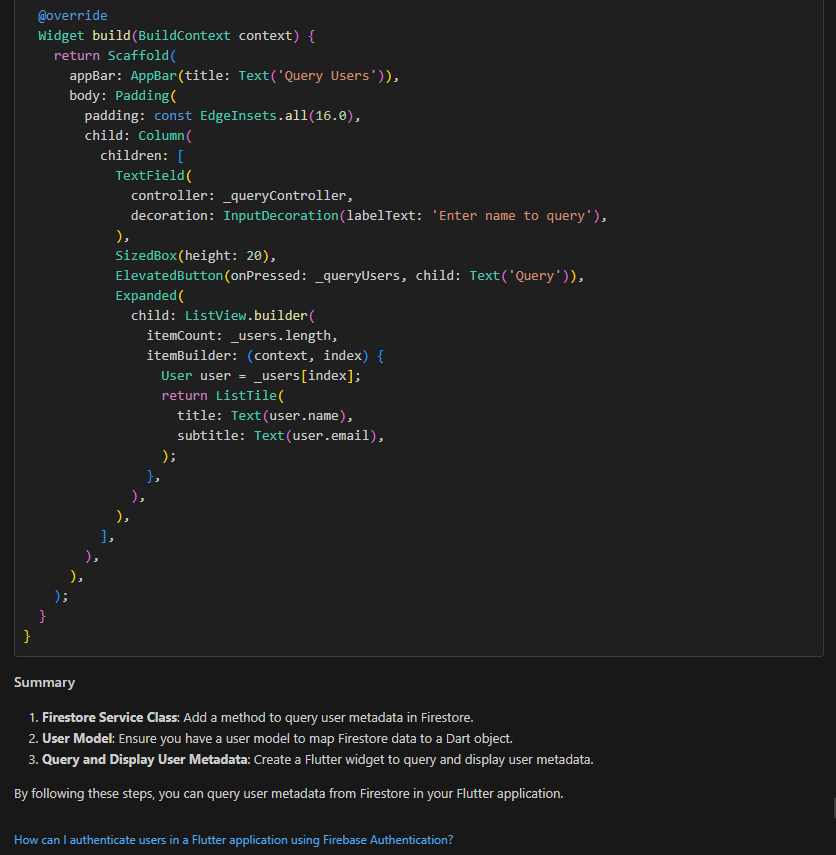 @override
Widget build(BuildContext context) {
return Scaffold(
appBar: AppBar(title: Text('Query Users')),
body: Padding(
padding: const EdgeInsets.all(16.0),
child: Column(
children: [
TextField(
controller: _queryController,
decoration: InputDecoration(labelText: 'Enter name to query'),
),
SizedBox(height: 20),
ElevatedButton(onPressed: _queryUsers, child: Text('Query')),
Expanded(
child: ListView.builder(
itemCount: _users.length,
itemBuilder: (context, index) {
User user = _users[index];
return ListTile(
title: Text(user.name),
subtitle: Text(user.email),
);
},
),
),
],
),
),
);
}
}
Summary
1. Firestore Service Class: Add a method to query user metadata in Firestore.
2. User Model: Ensure you have a user model to map Firestore data to a Dart object.
3. Query and Display User Metadata: Create a Flutter widget to query and display user metadata.
By following these steps, you can query user metadata from Firestore in your Flutter application.
How can I authenticate users in a Flutter application using Firebase Authentication?